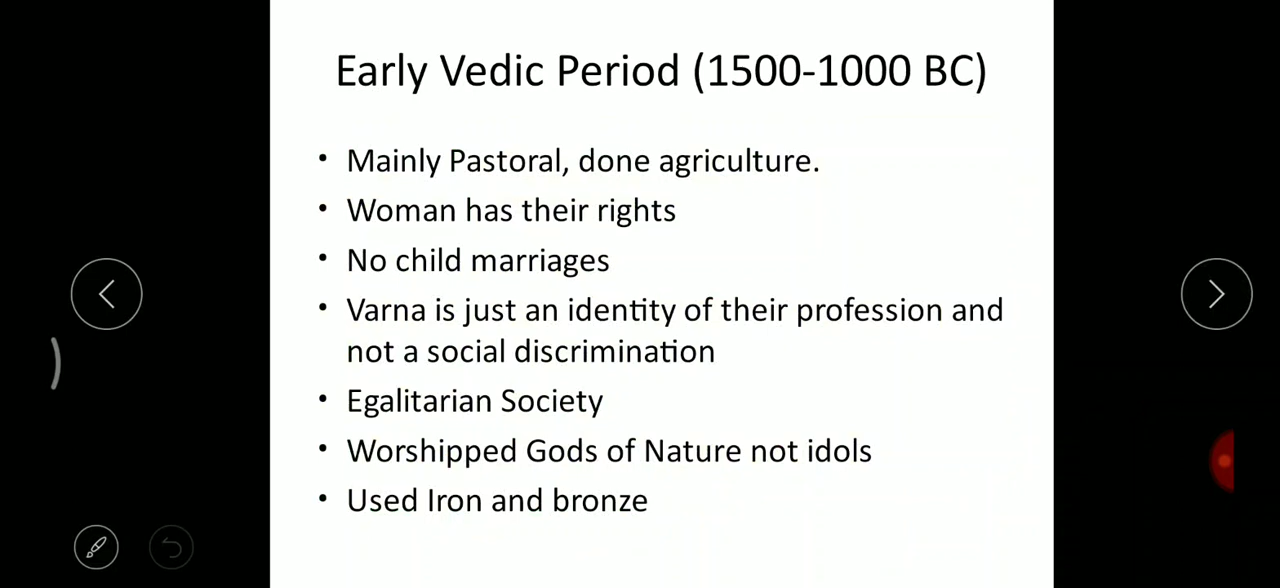 Early Vedic Period (1500-1000 BC)
• Mainly Pastoral, done agriculture.
• Woman has their rights
• No child marriages
• Varna is just an identity of their profession and
not a social discrimination
• Egalitarian Society
• Worshipped Gods of Nature not idols
• Used Iron and bronze